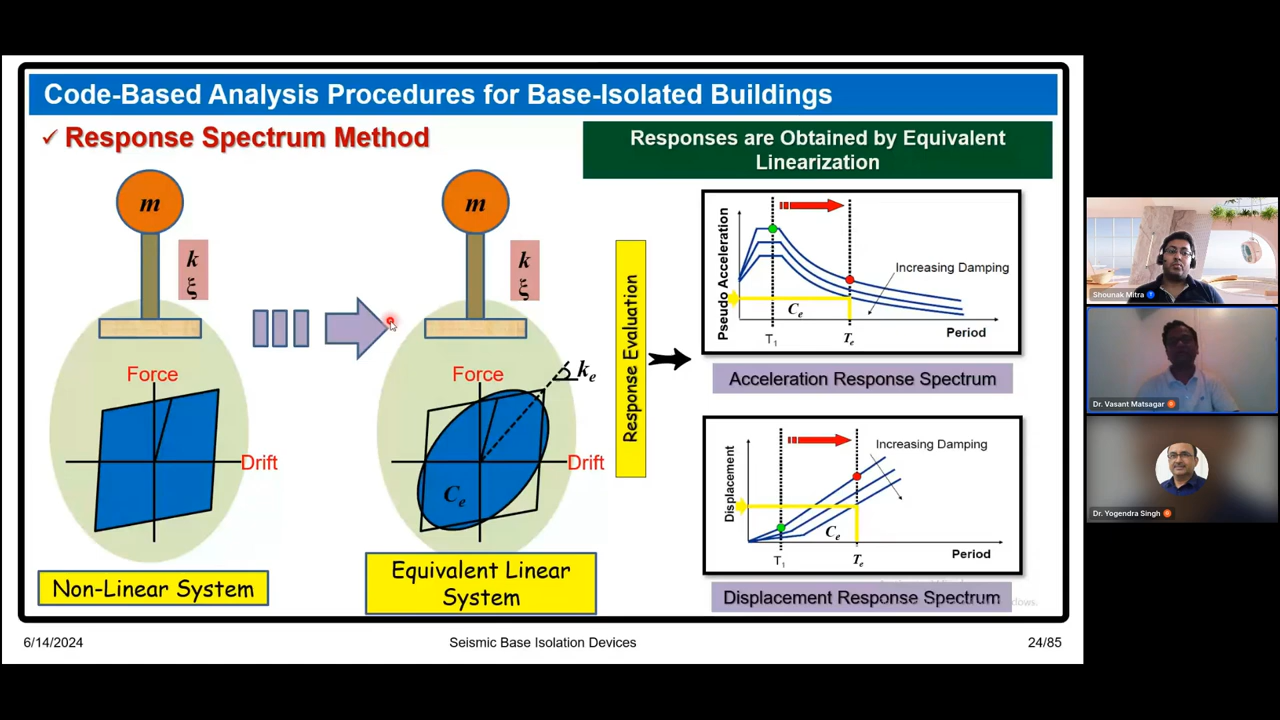 Code-Based Analysis Procedures for Base-Isolated Buildings
✓ Response Spectrum Method
Responses are Obtained by Equivalent
Linearization
m
k
ξ
Force
Drift
Non-Linear System
m
k
ξ
Force
kₑ
Drift
Cₑ
Equivalent Linear
System
Response Evaluation
Pseudo Acceleration
Increasing Damping
Cₑ
Period
T₁
Tₑ
Acceleration Response Spectrum
Displacement
Increasing Damping
Cₑ
Period
T₁
Tₑ
Displacement Response Spectrum
6/14/2024
Seismic Base Isolation Devices
24/85
Shounak Mitra
Dr. Vasant Matsagar
Dr. Yogendra Singh